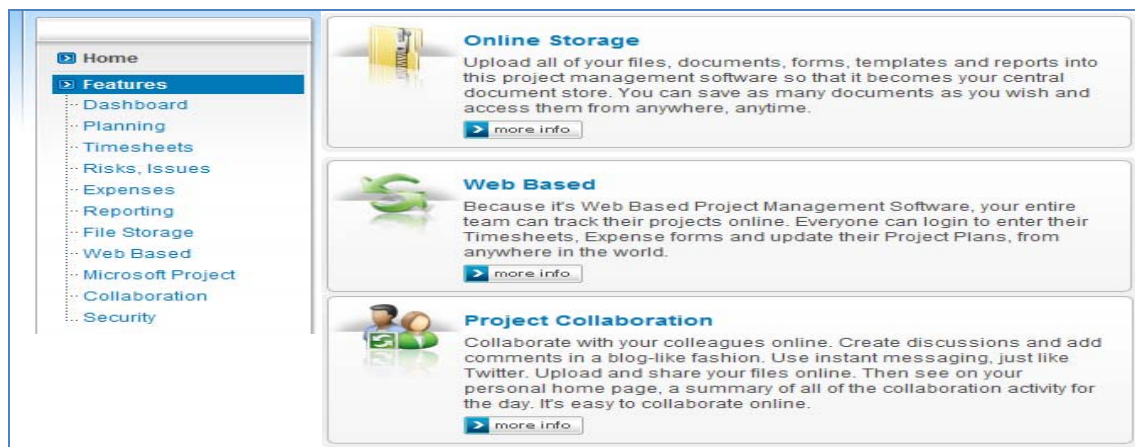 Home
Features
Dashboard
Planning
Timesheets
Risks, Issues
Expenses
Reporting
File Storage
Web Based
Microsoft Project
Collaboration
Security
Online Storage
Upload all of your files, documents, forms, templates and reports into
this project management software so that it becomes your central
document store. You can save as many documents as you wish and
access them from anywhere, anytime.
more info
Web Based
Because it's Web Based Project Management Software, your entire
team can track their projects online. Everyone can login to enter their
Timesheets, Expense forms and update their Project Plans, from
anywhere in the world.
more info
Project Collaboration
Collaborate with your colleagues online. Create discussions and add
comments in a blog-like fashion. Use instant messaging, just like
Twitter. Upload and share your files online. Then see on your
personal home page, a summary of all of the collaboration activity for
the day. It's easy to collaborate online.
more info